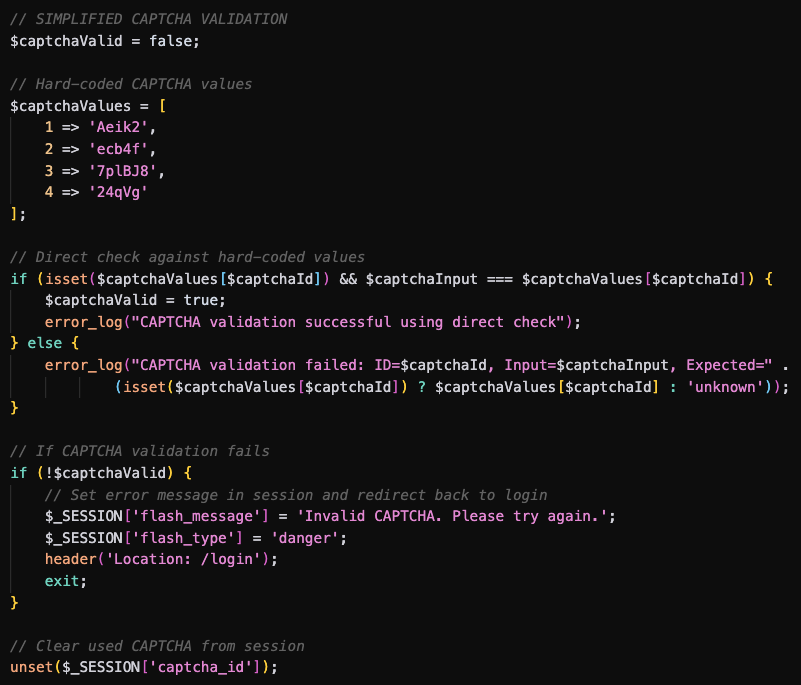 // SIMPLIFIED CAPTCHA VALIDATION
$captchaValid = false;

// Hard-coded CAPTCHA values
$captchaValues = [
    1 => 'Aeik2',
    2 => 'ecb4f',
    3 => '7plBJ8',
    4 => '24qVg'
];

// Direct check against hard-coded values
if (isset($captchaValues[$captchaId]) && $captchaInput === $captchaValues[$captchaId]) {
    $captchaValid = true;
    error_log("CAPTCHA validation successful using direct check");
} else {
    error_log("CAPTCHA validation failed: ID=$captchaId, Input=$captchaInput, Expected=" .
            (isset($captchaValues[$captchaId]) ? $captchaValues[$captchaId] : 'unknown'));
}

// If CAPTCHA validation fails
if (!$captchaValid) {
    // Set error message in session and redirect back to login
    $_SESSION['flash_message'] = 'Invalid CAPTCHA. Please try again.';
    $_SESSION['flash_type'] = 'danger';
    header('Location: /login');
    exit;
}

// Clear used CAPTCHA from session
unset($_SESSION['captcha_id']);